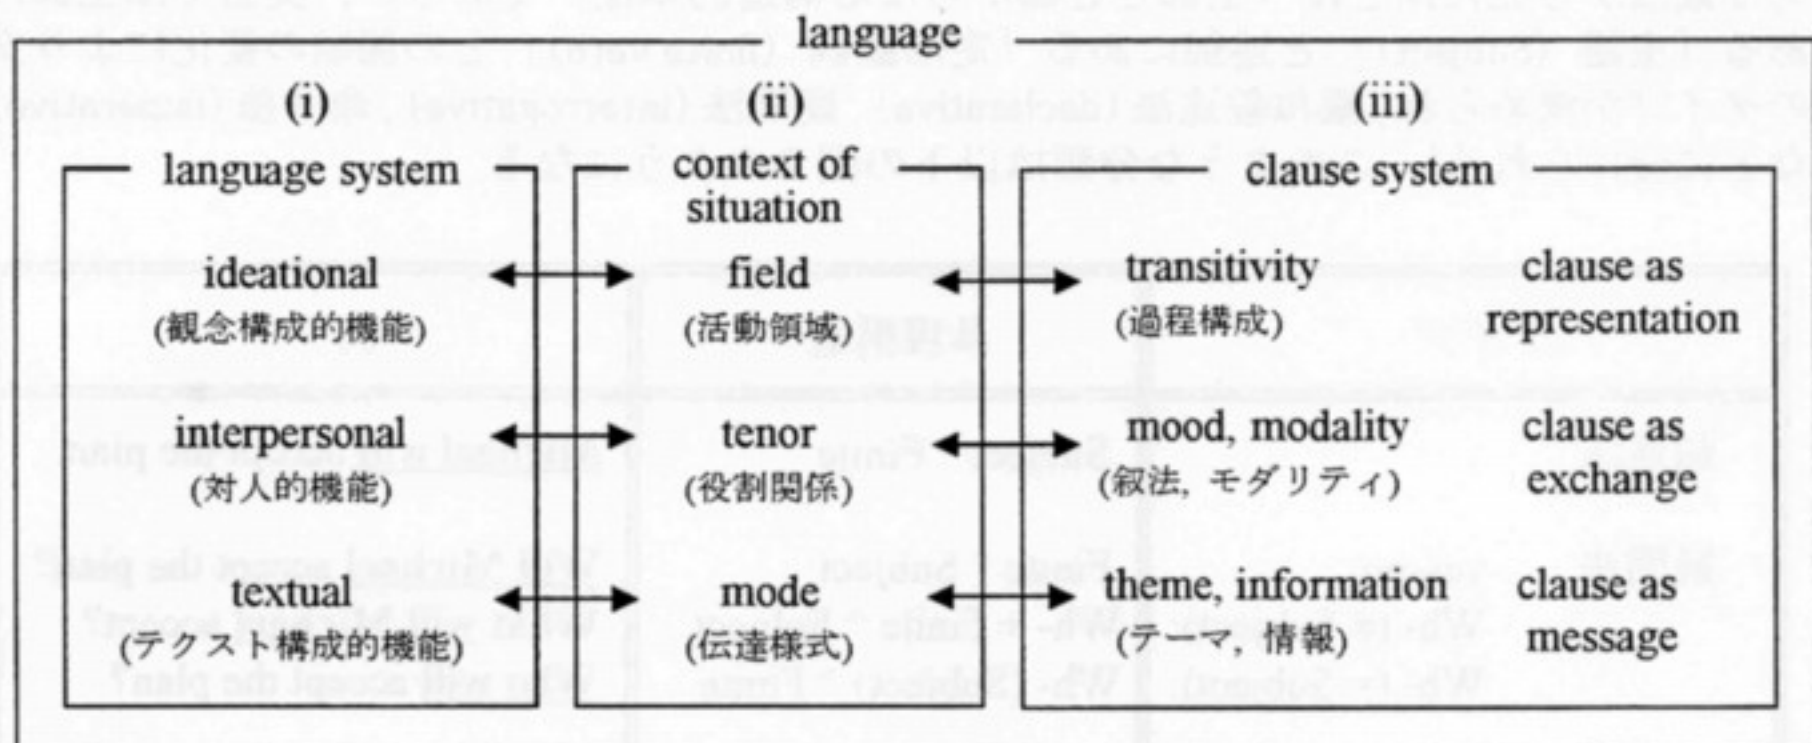 language
(i)
(ii)
(iii)
language system
context of
situation
clause system
ideational
(観念構成的機能)
field
(活動領域)
transitivity
(過程構成)
clause as
representation
interpersonal
(対人的機能)
tenor
(役割関係)
mood, modality
(叙法, モダリティ)
clause as
exchange
textual
(テクスト構成的機能)
mode
(伝達様式)
theme, information
(テーマ, 情報)
clause as
message